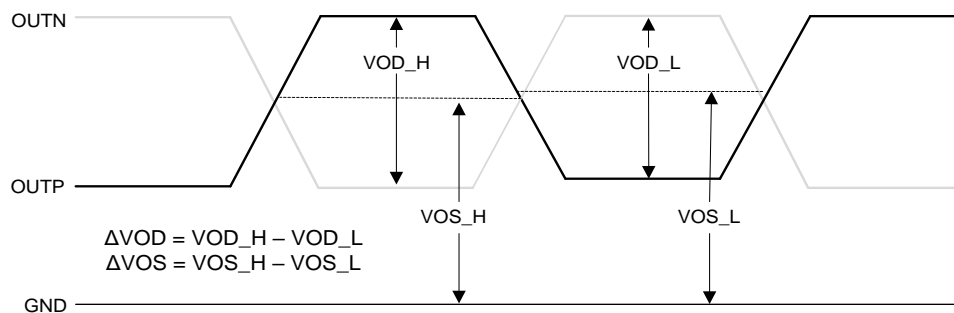 OUTN
VOD_H
VOD_L
OUTP
VOS_H
VOS_L
ΔVOD = VOD_H – VOD_L
ΔVOS = VOS_H – VOS_L
GND